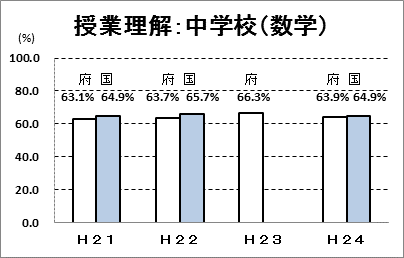 授業理解：中学校（数学）
(%)
100.0
80.0
60.0
40.0
20.0
0.0
府 国 府 国 府 府 国
63.1% 64.9% 63.7% 65.7% 66.3% 63.9% 64.9%
Ｈ２１ Ｈ２２ Ｈ２３ Ｈ２４